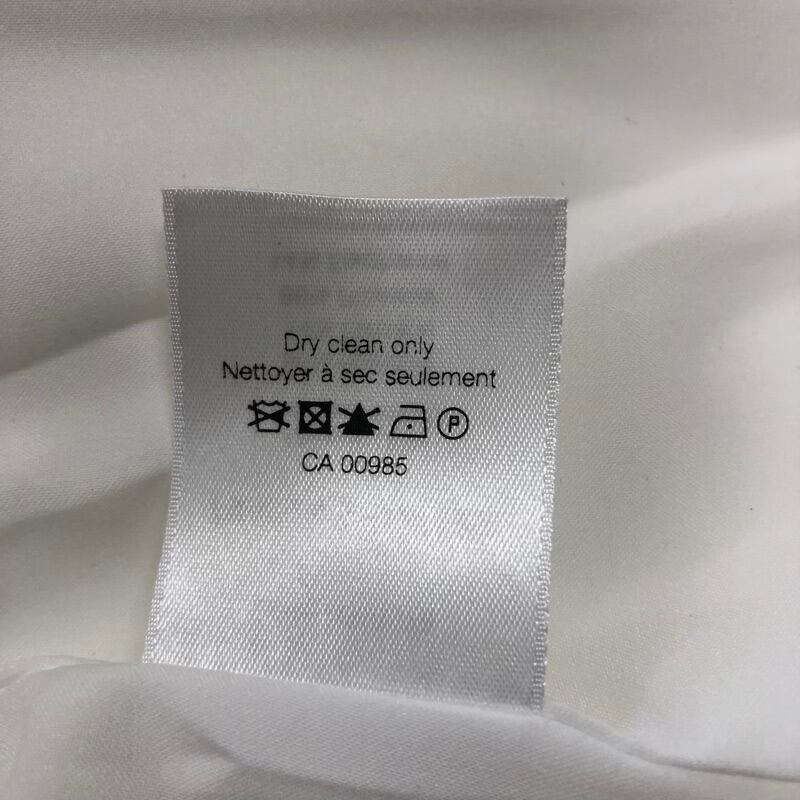 Dry clean only
Nettoyer à sec seulement
P
CA 00985